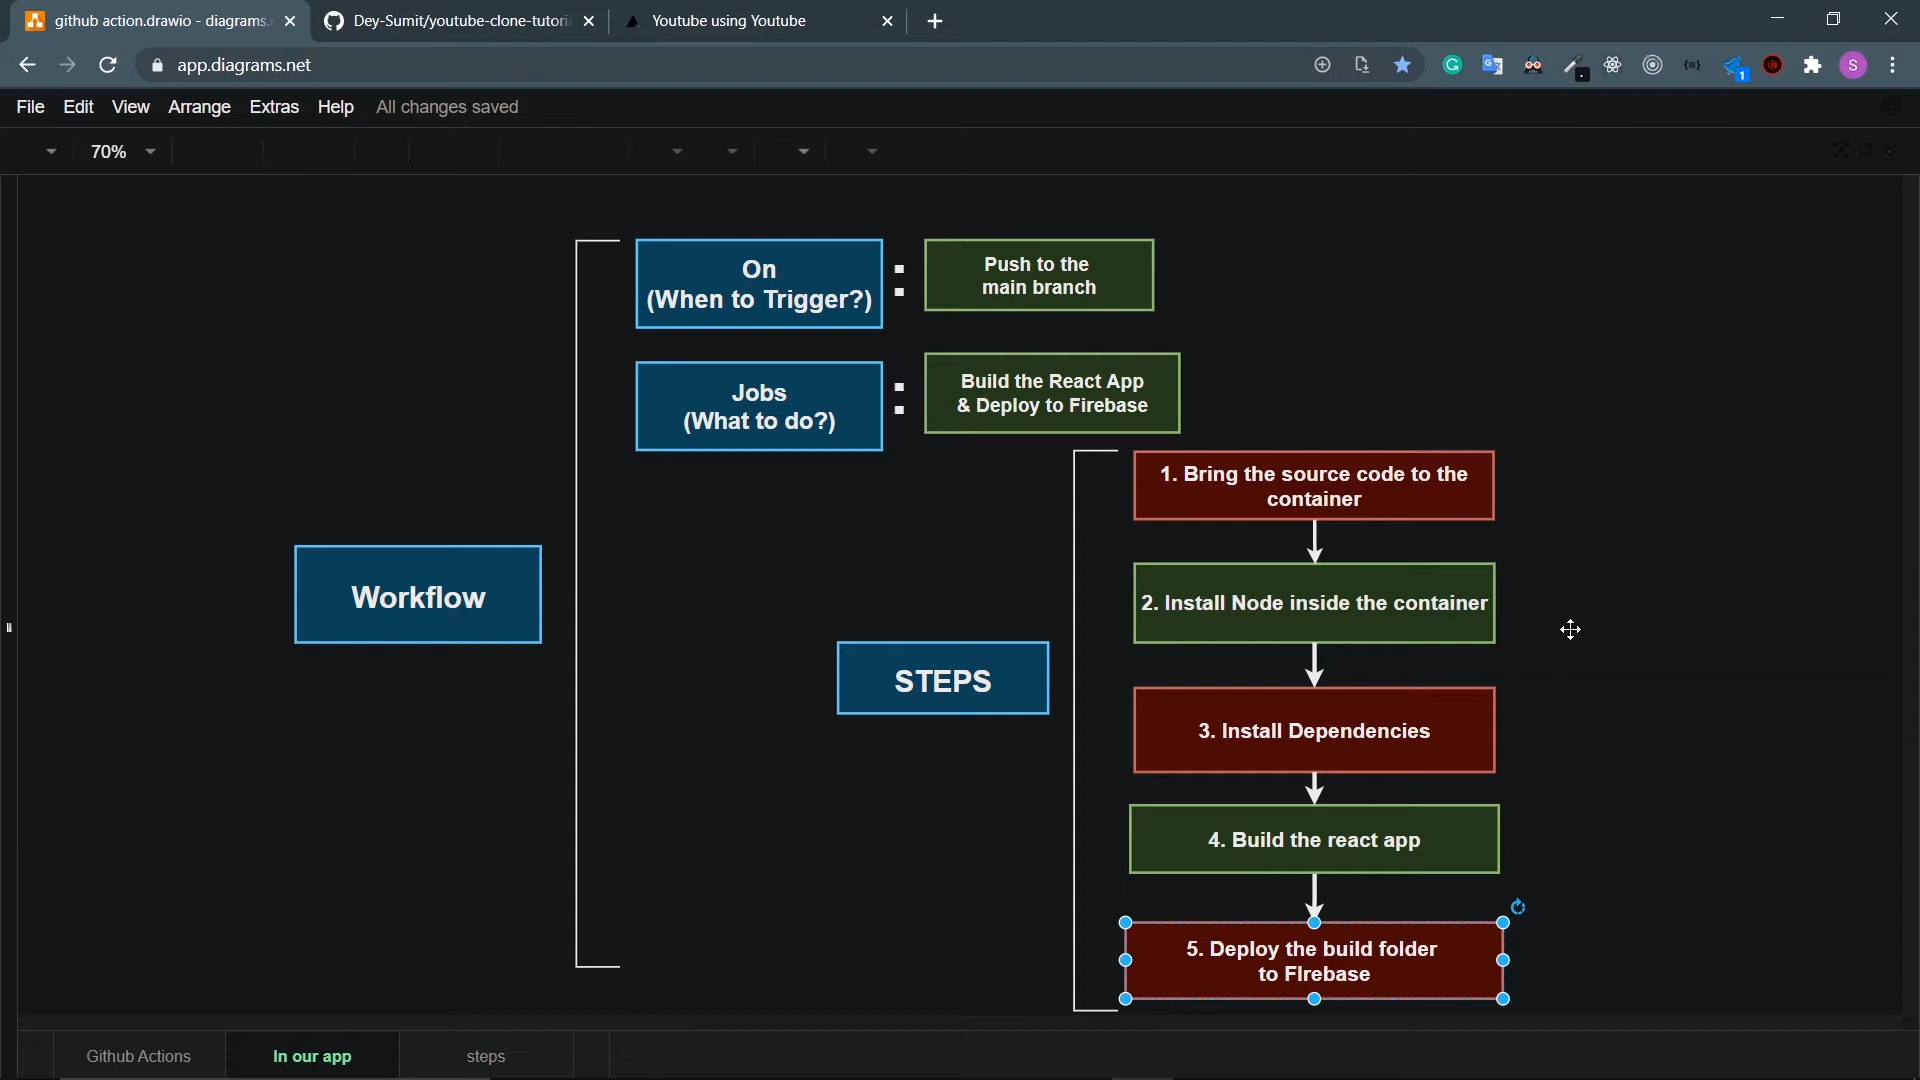 github action.drawio - diagrams.
Dey-Sumit/youtube-clone-tutori
Youtube using Youtube
app.diagrams.net
1
S
File Edit View Arrange Extras Help All changes saved
70%
On
(When to Trigger?)
:
Push to the
main branch
Jobs
(What to do?)
:
Build the React App
& Deploy to Firebase
1. Bring the source code to the
container
Workflow
2. Install Node inside the container
STEPS
3. Install Dependencies
4. Build the react app
5. Deploy the build folder
to FIrebase
Github Actions
In our app
steps